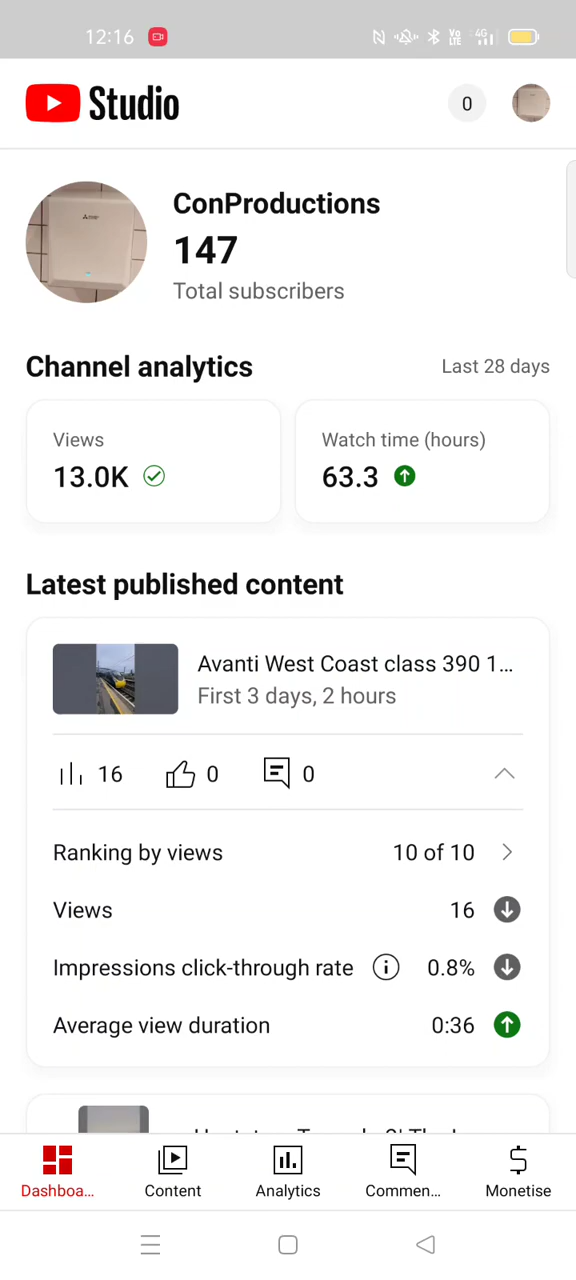 12:16
VO LTE 4G
Studio
0
ConProductions
147
Total subscribers
Channel analytics
Last 28 days
Views
13.0K
Watch time (hours)
63.3
Latest published content
Avanti West Coast class 390 1...
First 3 days, 2 hours
16 0 0
Ranking by views 10 of 10
Views 16
Impressions click-through rate 0.8%
Average view duration 0:36
Dashboa... Content Analytics Commen... Monetise